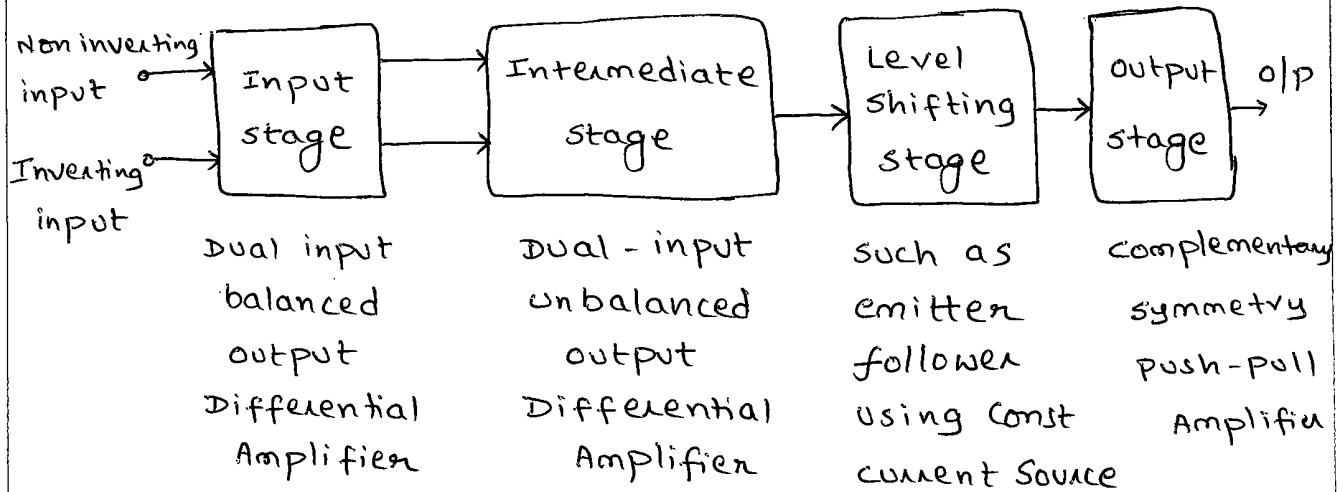 Non inverting
input
Inverting
input
Input
stage
Intermediate
stage
Level
shifting
stage
output
stage
o/p
Dual input
balanced
output
Differential
Amplifier
Dual - input
unbalanced
output
Differential
Amplifier
such as
emitter
follower
using const
current source
complementary
symmetry
push-pull
Amplifier